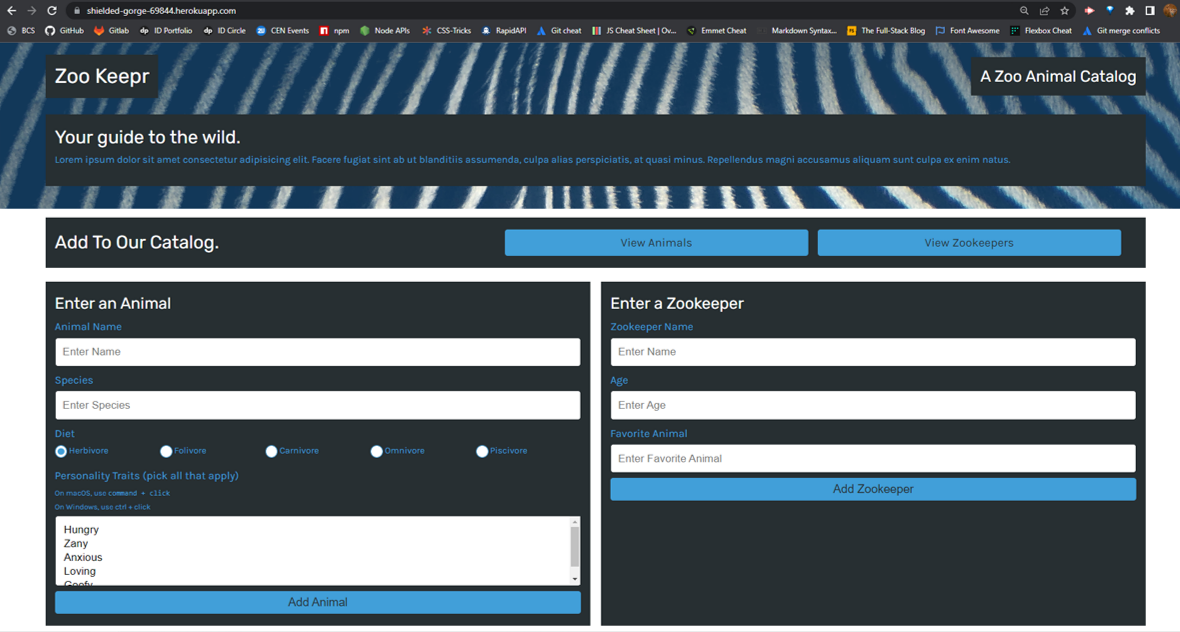 shielded-gorge-69844.herokuapp.com
BCS GitHub Gitlab ID Portfolio ID Circle CEN Events npm Node APIs CSS-Tricks RapidAPI Git cheat JS Cheat Sheet | Ov... Emmet Cheat Markdown Syntax... The Full-Stack Blog Font Awesome Flexbox Cheat Git merge conflicts
Zoo Keepr
A Zoo Animal Catalog
Your guide to the wild.
Lorem ipsum dolor sit amet consectetur adipisicing elit. Facere fugiat sint ab ut blanditiis assumenda, culpa alias perspiciatis, at quasi minus. Repellendus magni accusamus aliquam sunt culpa ex enim natus.
Add To Our Catalog.
View Animals
View Zookeepers
Enter an Animal
Animal Name
Enter Name
Species
Enter Species
Diet
Herbivore Folivore Carnivore Omnivore Piscivore
Personality Traits (pick all that apply)
On macOS, use command + click
On Windows, use ctrl + click
Hungry
Zany
Anxious
Loving
Goofy
Add Animal
Enter a Zookeeper
Zookeeper Name
Enter Name
Age
Enter Age
Favorite Animal
Enter Favorite Animal
Add Zookeeper